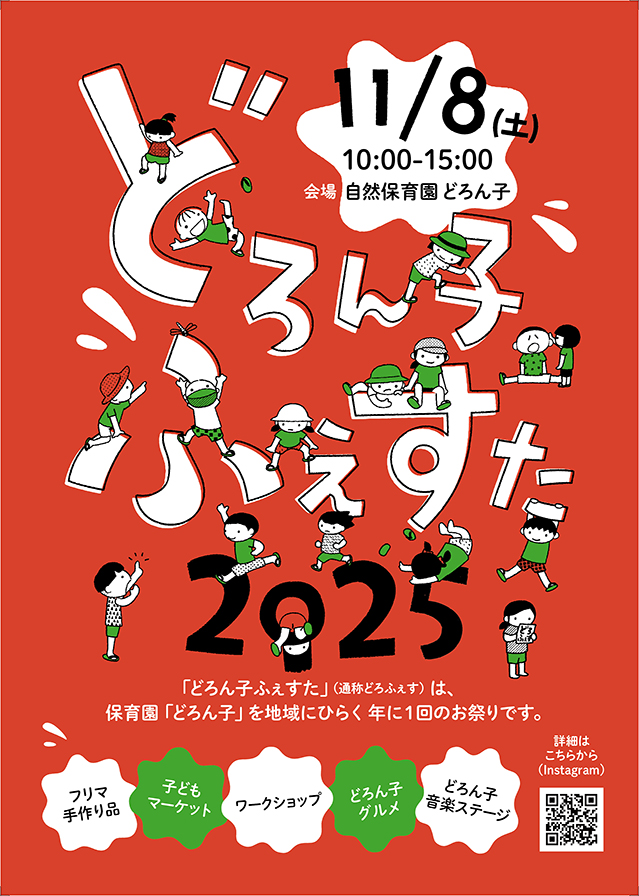 11/8(土)
10:00-15:00
会場 自然保育園 どろん子
どろん子
ふぇすた
2025
「どろん子ふぇすた」(通称どろふぇす)は、
保育園「どろん子」を地域にひらく 年に1回のお祭りです。
フリマ
手作り品
子ども
マーケット
ワークショップ
どろん子
グルメ
どろん子
音楽ステージ
詳細は
こちらから
(Instagram)